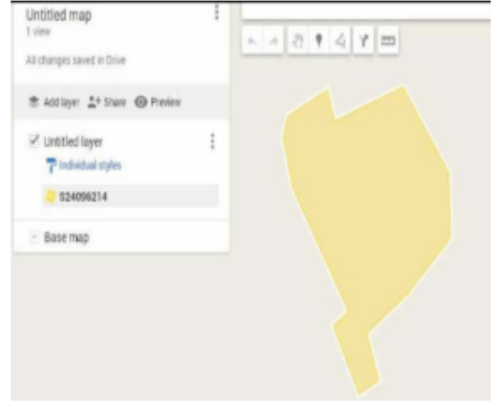 Untitled map
1 view
All changes saved in Drive
Add layer Share Preview
Untitled layer
Individual styles
S24096214
Base map